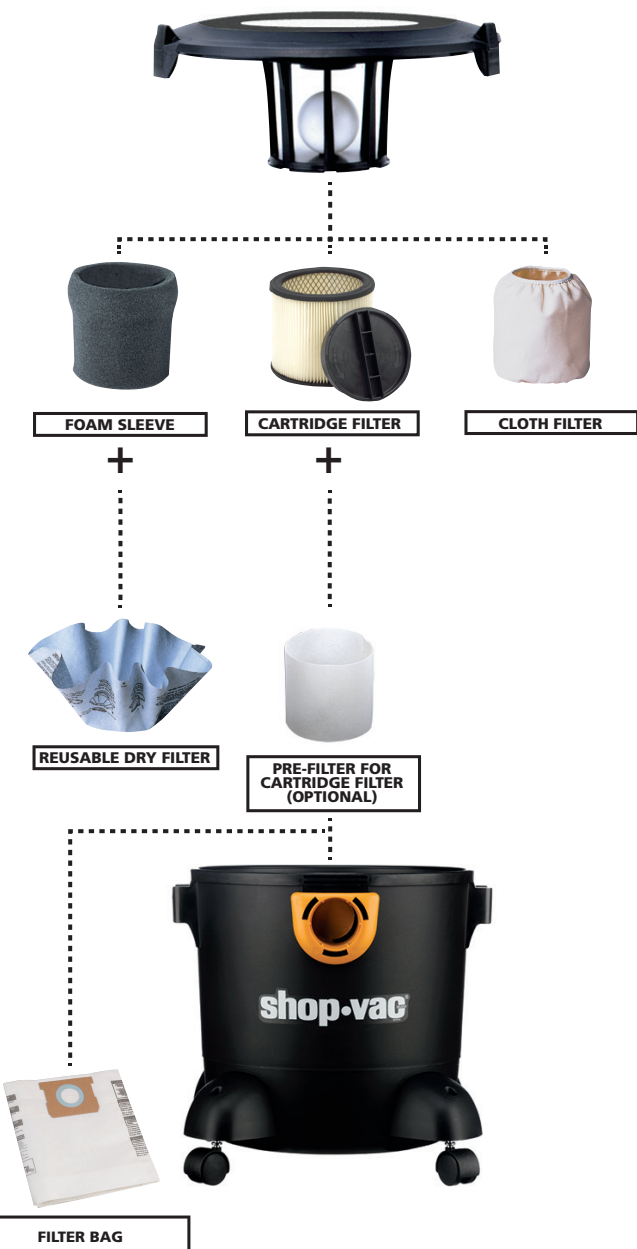 FOAM SLEEVE
CARTRIDGE FILTER
CLOTH FILTER
+
+
REUSABLE DRY FILTER
PRE-FILTER FOR
CARTRIDGE FILTER
(OPTIONAL)
shop•vac®
FILTER BAG